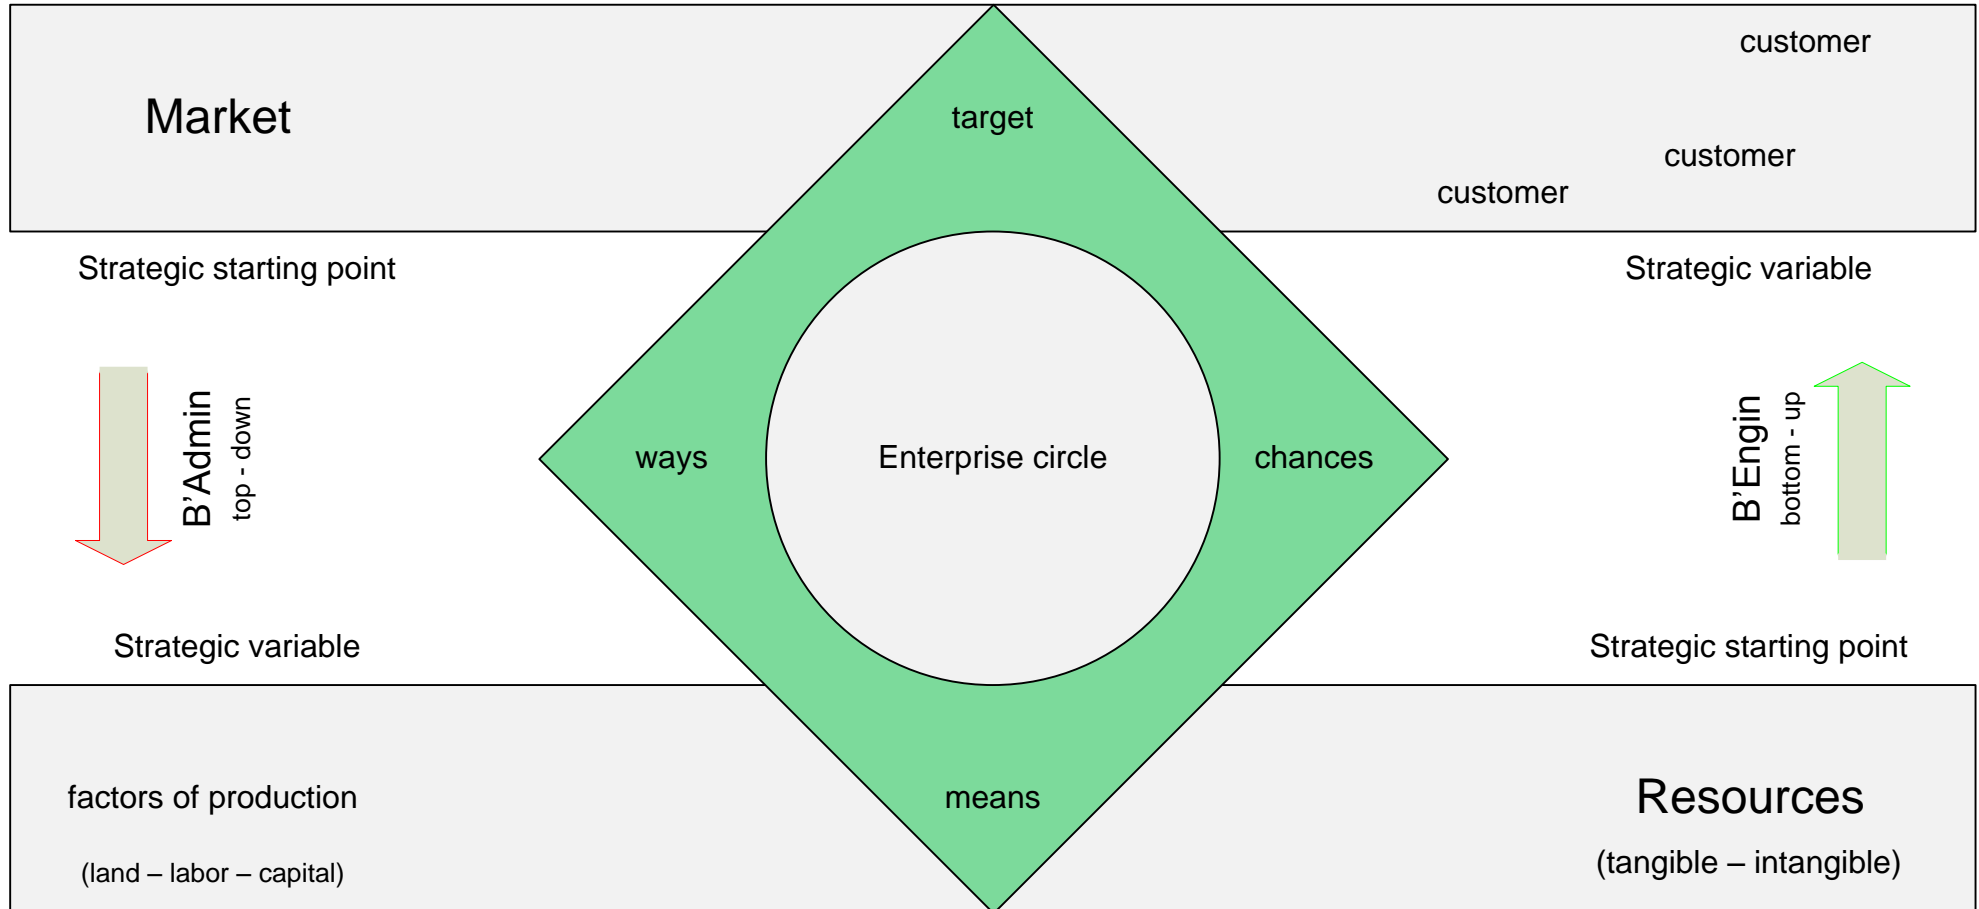 customer
Market
target
customer
customer
Strategic starting point
Strategic variable
B’Admin
top - down
ways
Enterprise circle
chances
B’Engin
bottom - up
Strategic variable
Strategic starting point
factors of production
means
Resources
(land – labor – capital)
(tangible – intangible)